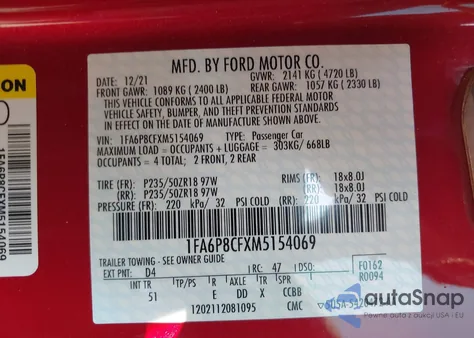 MFD. BY FORD MOTOR CO.
DATE: 12/21 GVWR: 2141 KG ( 4720 LB)
FRONT GAWR: 1089 KG ( 2400 LB) REAR GAWR: 1057 KG ( 2330 LB)
THIS VEHICLE CONFORMS TO ALL APPLICABLE FEDERAL MOTOR
VEHICLE SAFETY, BUMPER, AND THEFT PREVENTION STANDARDS
IN EFFECT ON THE DATE OF MANUFACTURE SHOWN ABOVE.
VIN: 1FA6P8CFXM5154069 TYPE: Passenger Car
MAXIMUM LOAD = OCCUPANTS + LUGGAGE = 303KG/ 668LB
OCCUPANTS = 4 TOTAL; 2 FRONT, 2 REAR
TIRE (FR): P235/50ZR18 97W RIMS (FR): 18x8.0J
(RR): P235/50ZR18 97W (RR): 18x8.0J
PRESSURE (FR): 220 kPa/ 32 PSI COLD (RR): 220 kPa/ 32 PSI COLD
1FA6P8CFXM5154069
TRAILER TOWING - SEE OWNER GUIDE
EXT PNT: D4 RC: 47 DSO: F0162
R0094
INT TR TP/PS R AXLE TR SPR
51 E DD X CCBB
1202112081095 CMC
ION
1FA6P8CFXM5154069
autoSnap
Pewne auto z USA i EU